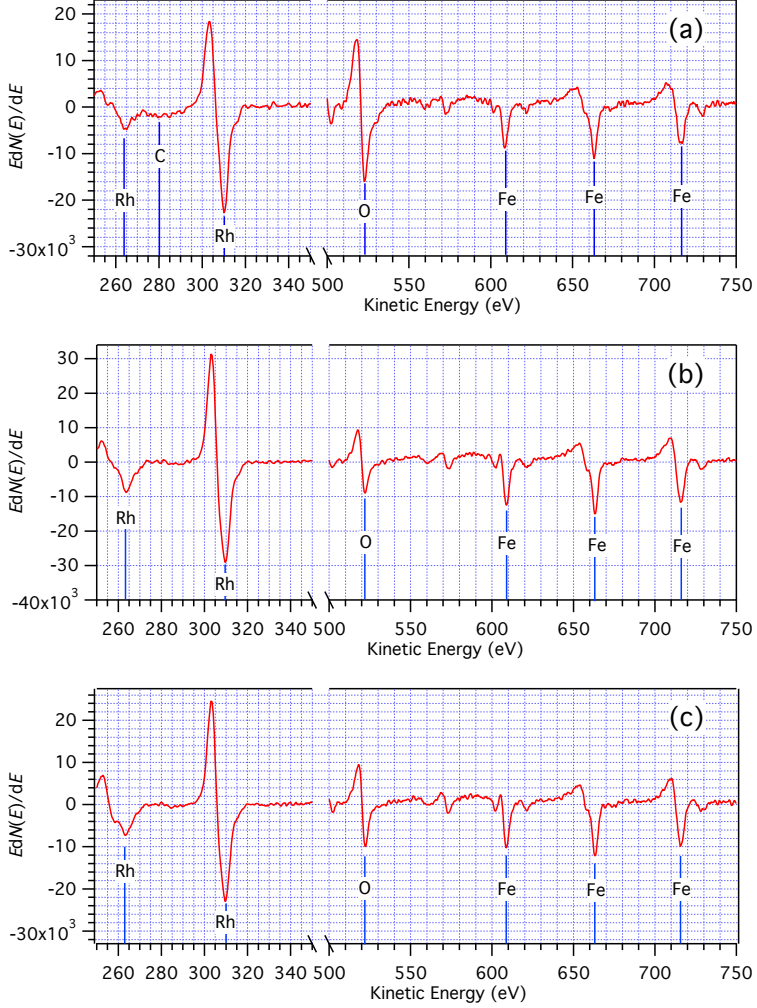 (a)
EdN(E)/dE
20
10
0
-10
-20
-30x10³
Rh
C
Rh
O
Fe
Fe
Fe
260 280 300 320 340 500 550 600 650 700 750
Kinetic Energy (eV)
(b)
EdN(E)/dE
30
20
10
0
-10
-20
-30
-40x10³
Rh
Rh
O
Fe
Fe
Fe
260 280 300 320 340 500 550 600 650 700 750
Kinetic Energy (eV)
(c)
EdN(E)/dE
20
10
0
-10
-20
-30x10³
Rh
Rh
O
Fe
Fe
Fe
260 280 300 320 340 500 550 600 650 700 750
Kinetic Energy (eV)